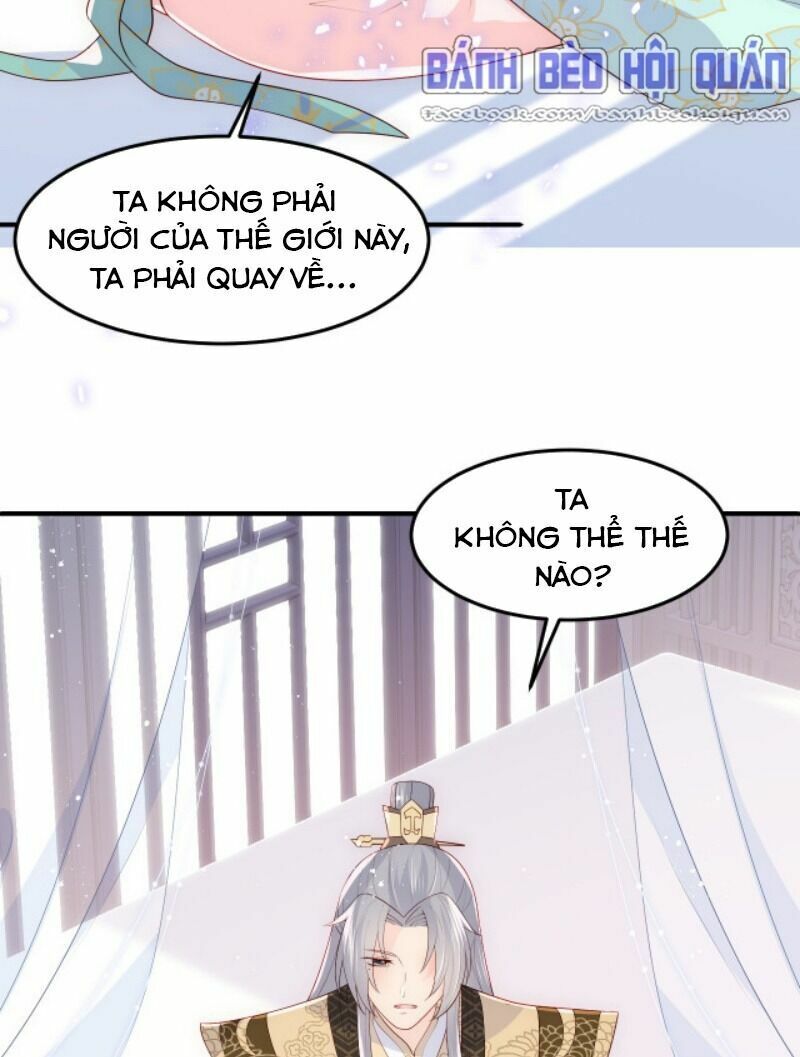 BÁNH BÈO HỘI QUÁN
facebook.com/banhbeohoiquan
TA KHÔNG PHẢI
NGƯỜI CỦA THẾ GIỚI NÀY,
TA PHẢI QUAY VỀ...
TA
KHÔNG THỂ THẾ
NÀO?